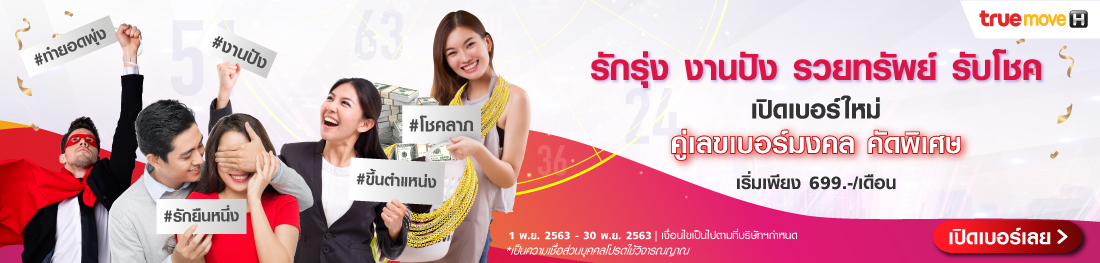 #ทำยอดพุ่ง
#งานปัง
#โชคลาภ
#ขึ้นตำแหน่ง
#รักยืนหนึ่ง
51
63
24
36
true move H
รักรุ่ง งานปัง รวยทรัพย์ รับโชค
เปิดเบอร์ใหม่
คู่เลขเบอร์มงคล คัดพิเศษ
เริ่มเพียง 699.-/เดือน
1 พ.ย. 2563 - 30 พ.ย. 2563 | เงื่อนไขเป็นไปตามที่บริษัทฯกำหนด
*เป็นความเชื่อส่วนบุคคลโปรดใช้วิจารณญาณ
เปิดเบอร์เลย >